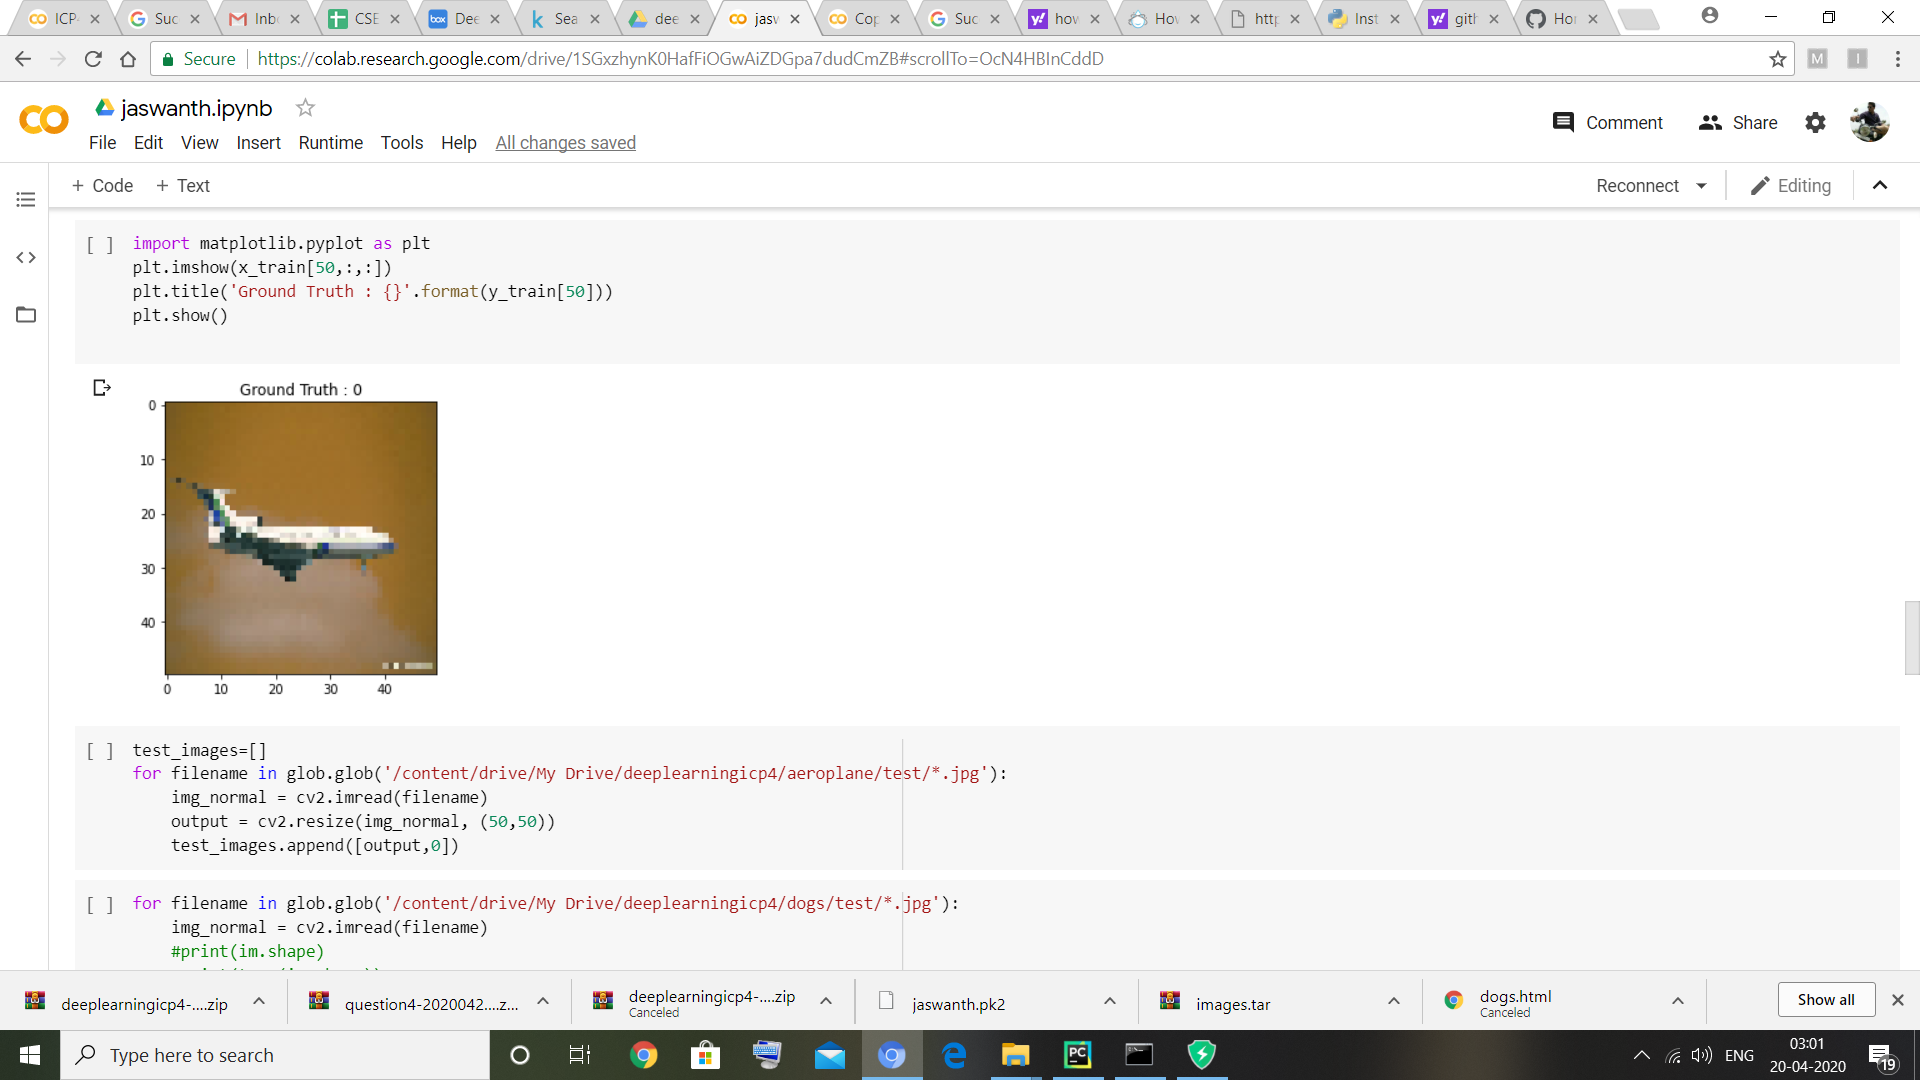 ICP-
Suc
Inb
CSE
Dee
Sea
dee
jasw
Cop
Suc
how
How
http
Inst
gith
Hor
Secure
https://colab.research.google.com/drive/1SGxzhynK0HafFiOGwAiZDGpa7dudCmZB#scrollTo=OcN4HBInCddD
jaswanth.ipynb
Comment
Share
File Edit View Insert Runtime Tools Help All changes saved
+ Code + Text
Reconnect
Editing
[ ] import matplotlib.pyplot as plt
plt.imshow(x_train[50,:,:])
plt.title('Ground Truth : {}'.format(y_train[50]))
plt.show()
Ground Truth : 0
0
10
20
30
40
0 10 20 30 40
[ ] test_images=[]
for filename in glob.glob('/content/drive/My Drive/deeplearningicp4/aeroplane/test/*.jpg'):
img_normal = cv2.imread(filename)
output = cv2.resize(img_normal, (50,50))
test_images.append([output,0])
[ ] for filename in glob.glob('/content/drive/My Drive/deeplearningicp4/dogs/test/*.jpg'):
img_normal = cv2.imread(filename)
#print(im.shape)
deeplearningicp4-....zip
question4-2020042....z...
deeplearningicp4-....zip
Canceled
jaswanth.pk2
images.tar
dogs.html
Canceled
Show all
Type here to search
ENG
03:01
20-04-2020
19